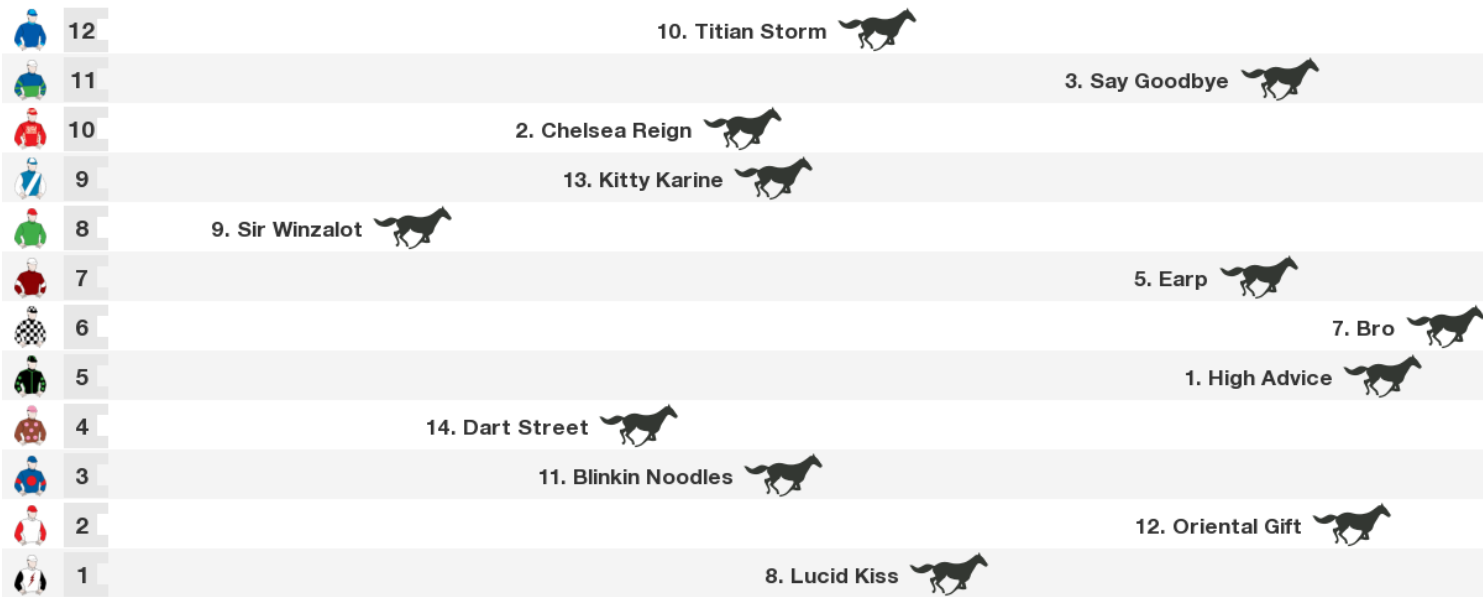 12 10. Titian Storm
11 3. Say Goodbye
10 2. Chelsea Reign
9 13. Kitty Karine
8 9. Sir Winzalot
7 5. Earp
6 7. Bro
5 1. High Advice
4 14. Dart Street
3 11. Blinkin Noodles
2 12. Oriental Gift
1 8. Lucid Kiss